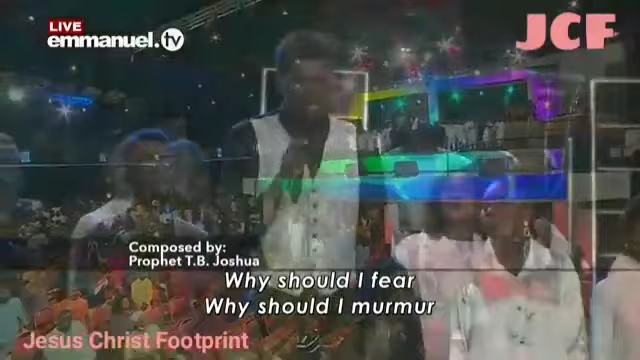 LIVE
emmanuel.tv
JCF
Composed by:
Prophet T.B. Joshua
Why should I fear
Why should I murmur
Jesus Christ Footprint